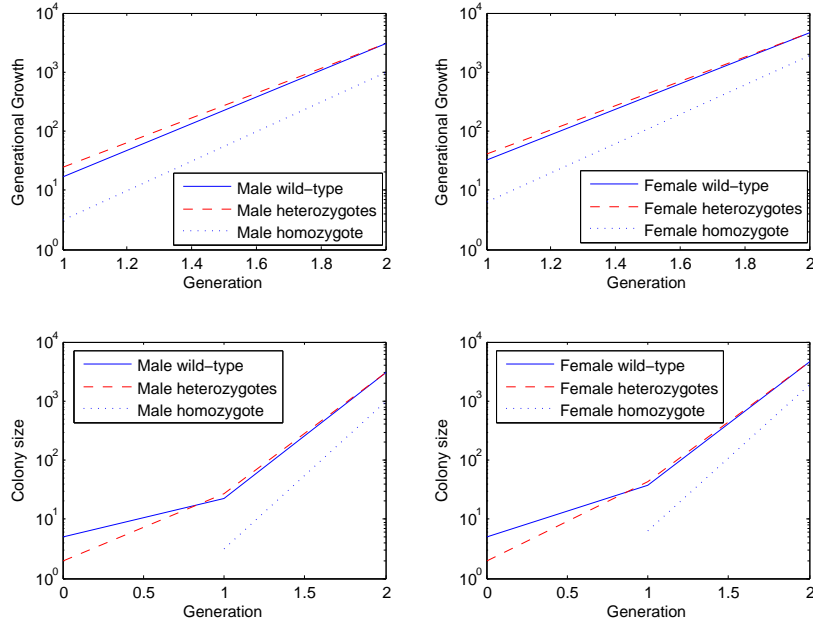 10^4
10^3
10^2
10^1
10^0
Generational Growth
Male wild-type
Male heterozygotes
Male homozygote
1 1.2 1.4 1.6 1.8 2
Generation
10^4
10^3
10^2
10^1
10^0
Generational Growth
Female wild-type
Female heterozygotes
Female homozygote
1 1.2 1.4 1.6 1.8 2
Generation
10^4
10^3
10^2
10^1
10^0
Colony size
Male wild-type
Male heterozygotes
Male homozygote
0 0.5 1 1.5 2
Generation
10^4
10^3
10^2
10^1
10^0
Colony size
Female wild-type
Female heterozygotes
Female homozygote
0 0.5 1 1.5 2
Generation